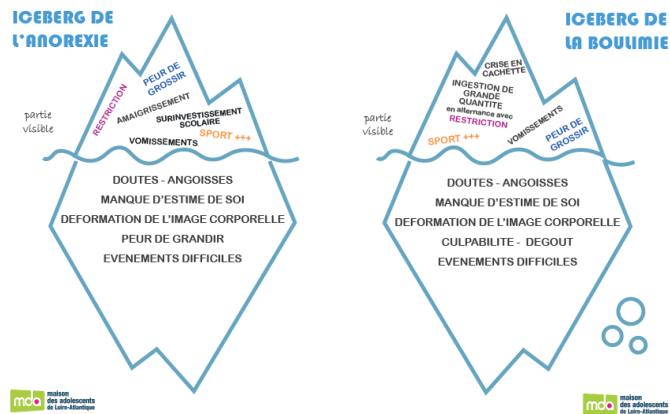 ICEBERG DE
L'ANOREXIE
PEUR DE
GROSSIR
RESTRICTION
AMAIGRISSEMENT
SURINVESTISSEMENT
SCOLAIRE
SPORT +++
VOMISSEMENTS
partie
visible
DOUTES - ANGOISSES
MANQUE D'ESTIME DE SOI
DEFORMATION DE L'IMAGE CORPORELLE
PEUR DE GRANDIR
EVENEMENTS DIFFICILES
mda maison
des adolescents
de Loire-Atlantique
ICEBERG DE
LA BOULIMIE
CRISE EN
CACHETTE
INGESTION DE
GRANDE
QUANTITE
en alternance avec
RESTRICTION
SPORT +++
VOMISSEMENTS
PEUR DE
GROSSIR
partie
visible
DOUTES - ANGOISSES
MANQUE D'ESTIME DE SOI
DEFORMATION DE L'IMAGE CORPORELLE
CULPABILITE - DEGOUT
EVENEMENTS DIFFICILES
mda maison
des adolescents
de Loire-Atlantique